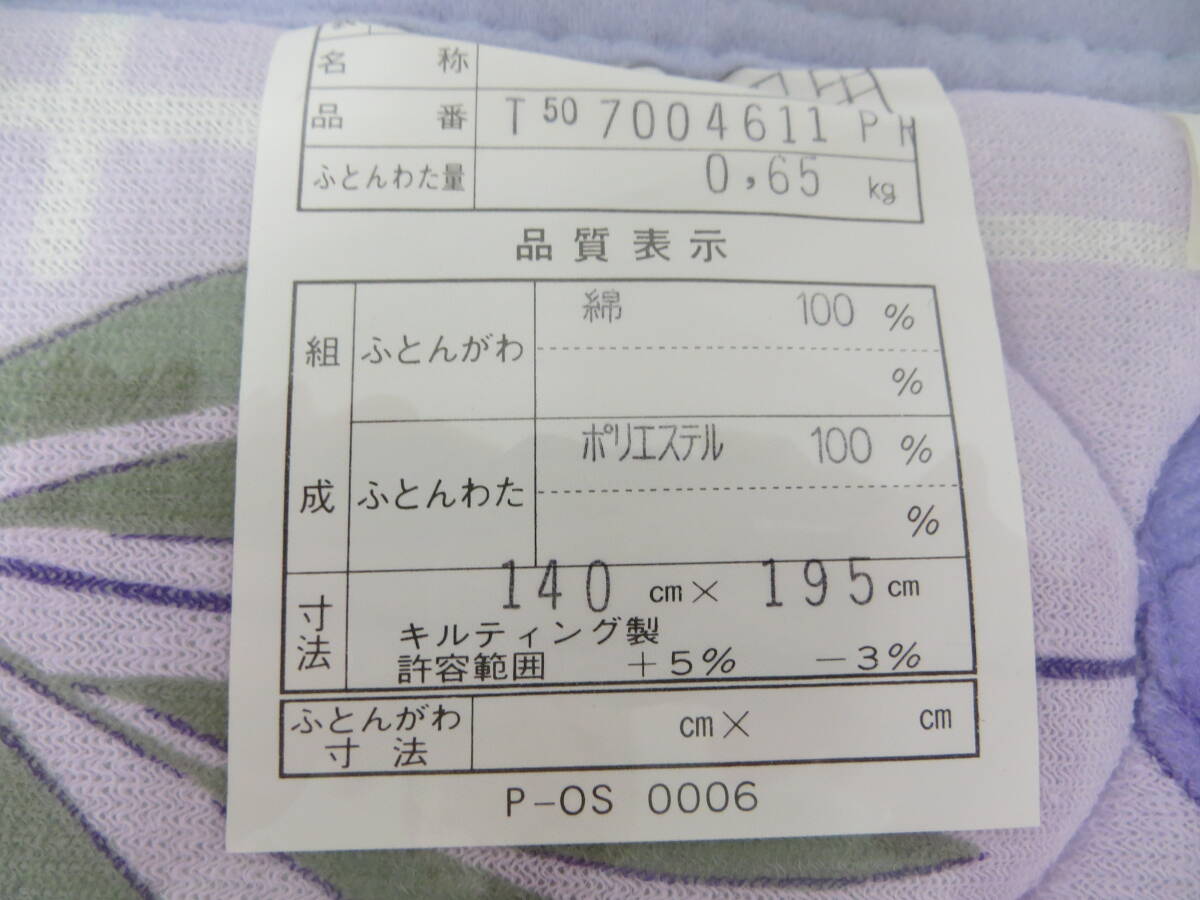 名 称
品 番 T 50 7004611 P
ふとんわた量 0,65 kg
品質表示
組成 ふとんがわ 綿 100 %
%
ふとんわた ポリエステル 100 %
%
寸法 140 cm × 195 cm
キルティング製
許容範囲 +5% -3%
ふとんがわ寸法 cm × cm
P-OS 0006